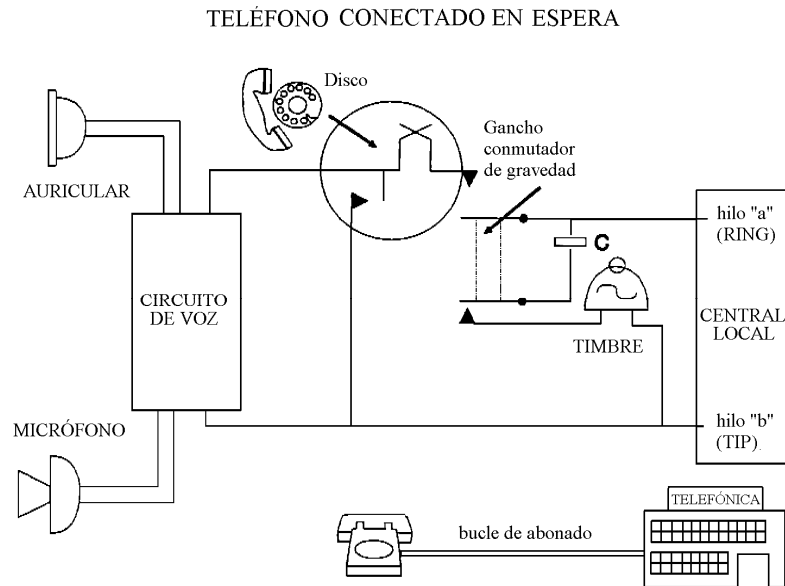 TELÉFONO CONECTADO EN ESPERA
Disco
Gancho
conmutador
de gravedad
AURICULAR
hilo "a"
(RING)
C
CIRCUITO
DE VOZ
CENTRAL
LOCAL
TIMBRE
MICRÓFONO
hilo "b"
(TIP).
TELEFÓNICA
bucle de abonado